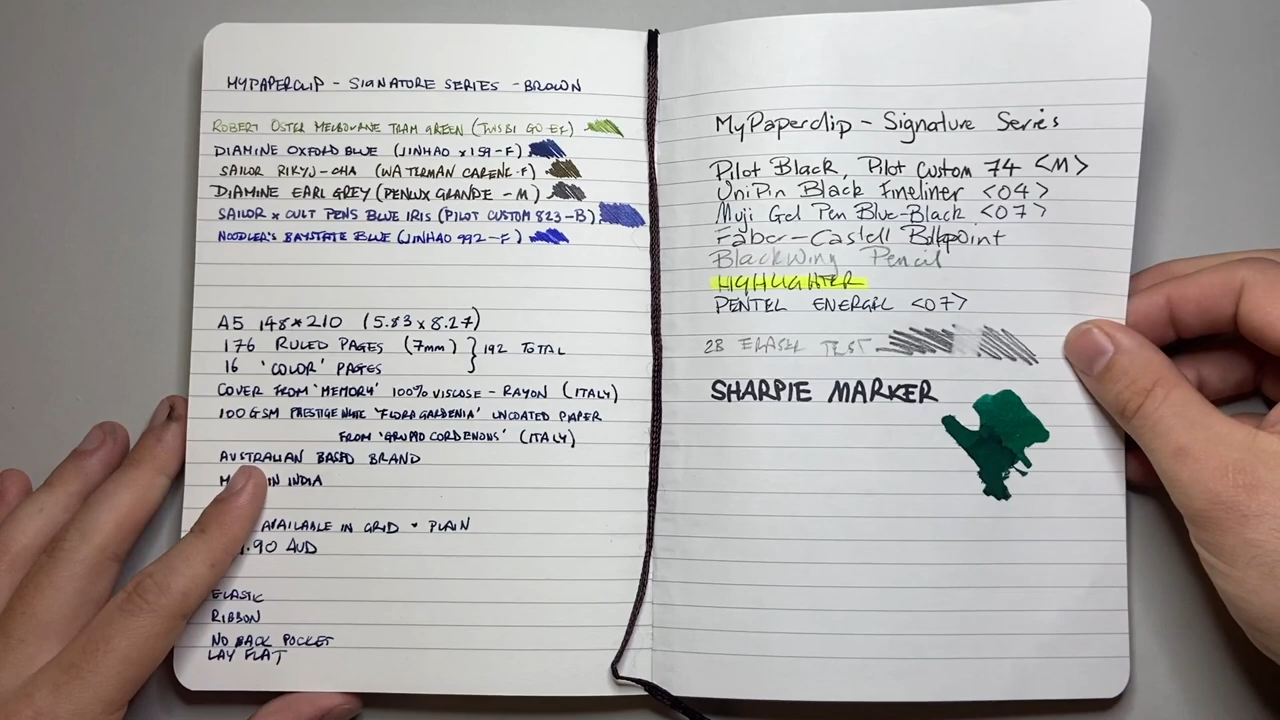 MYPAPERCLIP - SIGNATURE SERIES - BROWN
ROBERT OSTER MELBOURNE TRAM GREEN (TWSBI GO EF)
DIAMINE OXFORD BLUE (JINHAO x 159 - F)
SAILOR RIKYU-CHA (WATERMAN CARENE - F)
DIAMINE EARL GREY (PENLUX GRANDE - M)
SAILOR x CULT PENS BLUE IRIS (PILOT CUSTOM 823 - B)
NOODLER'S BAYSTATE BLUE (JINHAO 992 - F)
A5 148 * 210 (5.83 x 8.27)
176 RULED PAGES (7mm) } 192 TOTAL
16 'COLOR' PAGES
COVER FROM 'MEMORY' 100% VISCOSE - RAYON (ITALY)
100 GSM PRESTIGE NOTE 'FLORA GARDENIA' UNCOATED PAPER
FROM 'GRUPPO CORDENONS' (ITALY)
AUSTRALIAN BASED BRAND
IN INDIA
AVAILABLE IN GRID + PLAIN
.90 AUD
ELASTIC
RIBBON
NO BACK POCKET
LAY FLAT
MyPaperclip - Signature Series
Pilot Black, Pilot Custom 74 <M>
UniPin Black Fineliner <04>
Muji Gel Pen Blue-Black <07>
Faber-Castell Ballpoint
Blackwing Pencil
HIGHLIGHTER
PENTEL ENERGEL <07>
2B ERASER TEST
SHARPIE MARKER